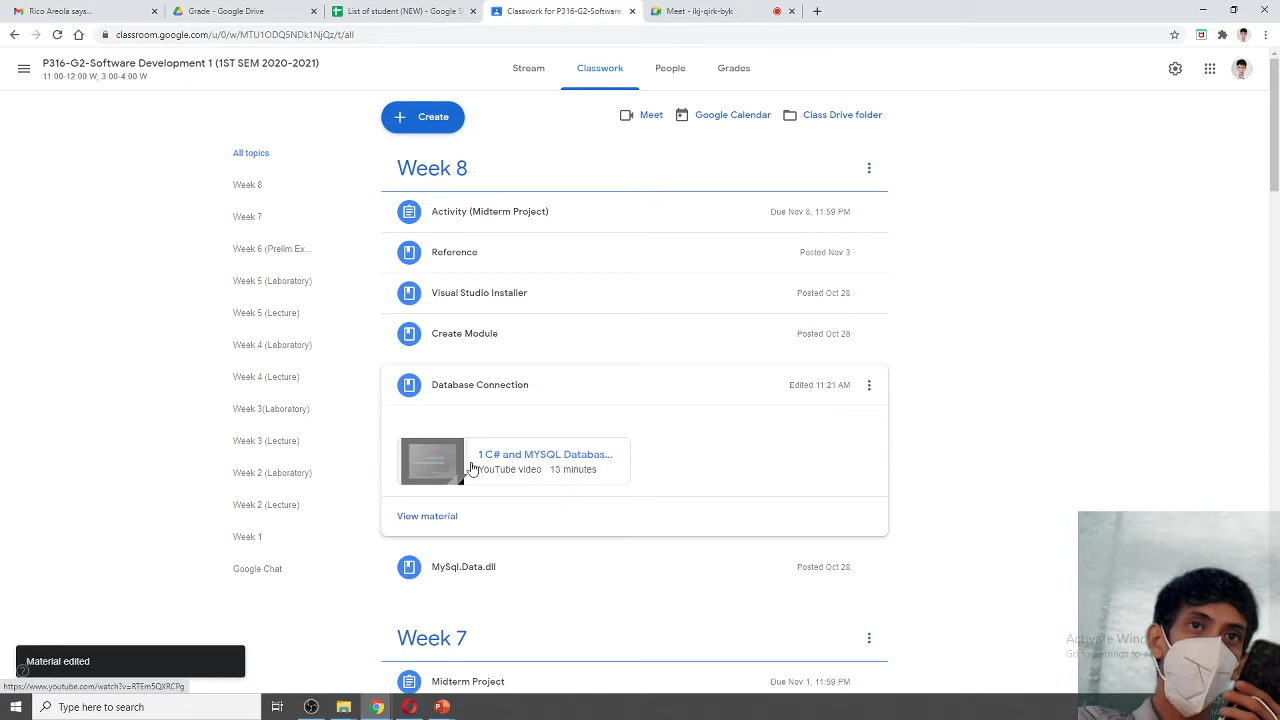 Rico Areola says..
Grade - Google Drive
List of student (NEW) - Google S
Classwork for P316-G2-Software
Meet - ikj-qirk-byk
classroom.google.com/u/0/w/MTU1ODQ5NDk1NjQz/t/all
P316-G2-Software Development 1 (1ST SEM 2020-2021)
11:00-12:00 W, 3:00-4:00 W
Stream
Classwork
People
Grades
Create
Meet
Google Calendar
Class Drive folder
All topics
Week 8
Week 7
Week 6 (Prelim Ex...
Week 5 (Laboratory)
Week 5 (Lecture)
Week 4 (Laboratory)
Week 4 (Lecture)
Week 3(Laboratory)
Week 3 (Lecture)
Week 2 (Laboratory)
Week 2 (Lecture)
Week 1
Google Chat
Week 8
Activity (Midterm Project)
Due Nov 8, 11:59 PM
Reference
Posted Nov 3
Visual Studio Installer
Posted Oct 28
Create Module
Posted Oct 28
Database Connection
Edited 11:21 AM
1 C# and MYSQL Databas...
YouTube video 13 minutes
View material
MySql.Data.dll
Posted Oct 28
Week 7
Midterm Project
Due Nov 1, 11:59 PM
Activate Wind
Go to Settings to a
Material edited
https://www.youtube.com/watch?v=RTEm5QXRCPg
Type here to search